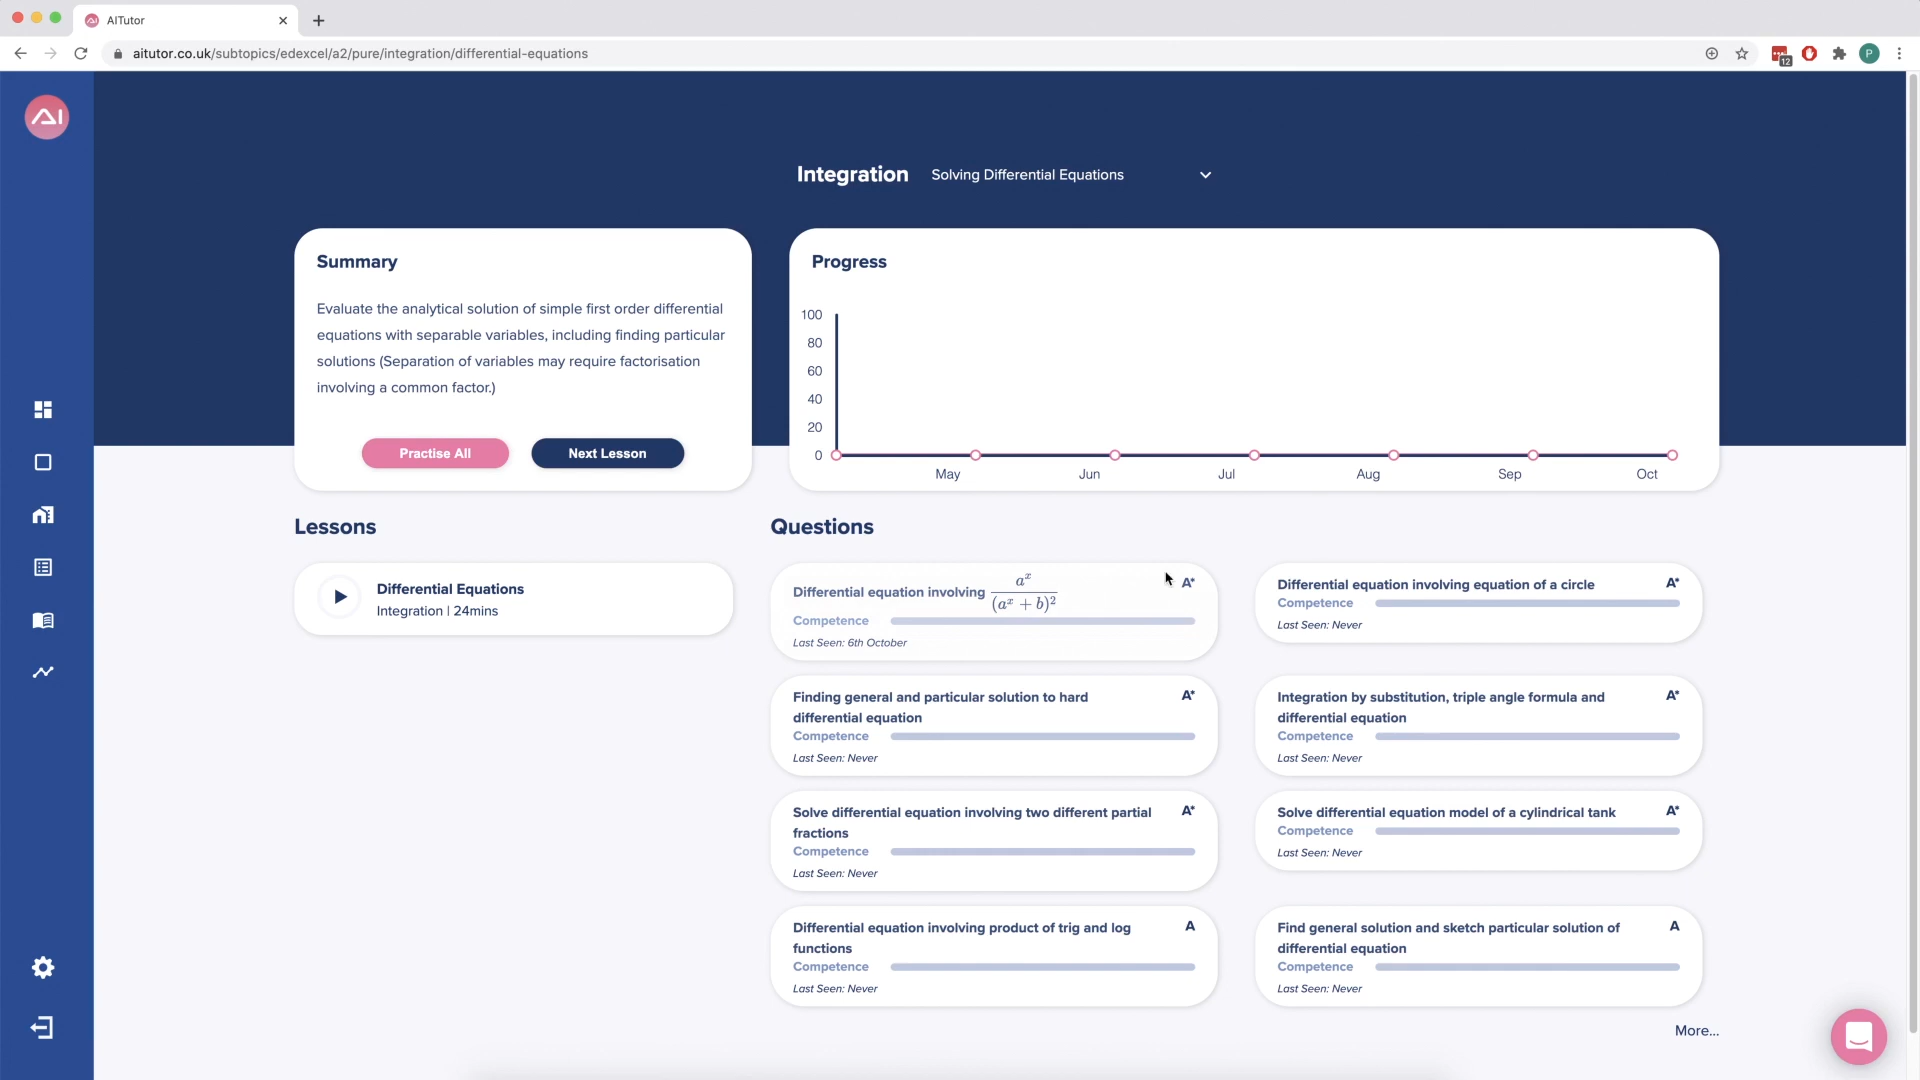 AITutor
aitutor.co.uk/subtopics/edexcel/a2/pure/integration/differential-equations
12
P
AI
Integration Solving Differential Equations
Summary
Evaluate the analytical solution of simple first order differential
equations with separable variables, including finding particular
solutions (Separation of variables may require factorisation
involving a common factor.)
Practise All Next Lesson
Progress
100
80
60
40
20
0
May Jun Jul Aug Sep Oct
Lessons
Differential Equations
Integration | 24mins
Questions
Differential equation involving a^x / (a^x + b)^2 A*
Competence
Last Seen: 6th October
Differential equation involving equation of a circle A*
Competence
Last Seen: Never
Finding general and particular solution to hard A*
differential equation
Competence
Last Seen: Never
Integration by substitution, triple angle formula and A*
differential equation
Competence
Last Seen: Never
Solve differential equation involving two different partial A*
fractions
Competence
Last Seen: Never
Solve differential equation model of a cylindrical tank A*
Competence
Last Seen: Never
Differential equation involving product of trig and log A
functions
Competence
Last Seen: Never
Find general solution and sketch particular solution of A
differential equation
Competence
Last Seen: Never
More...